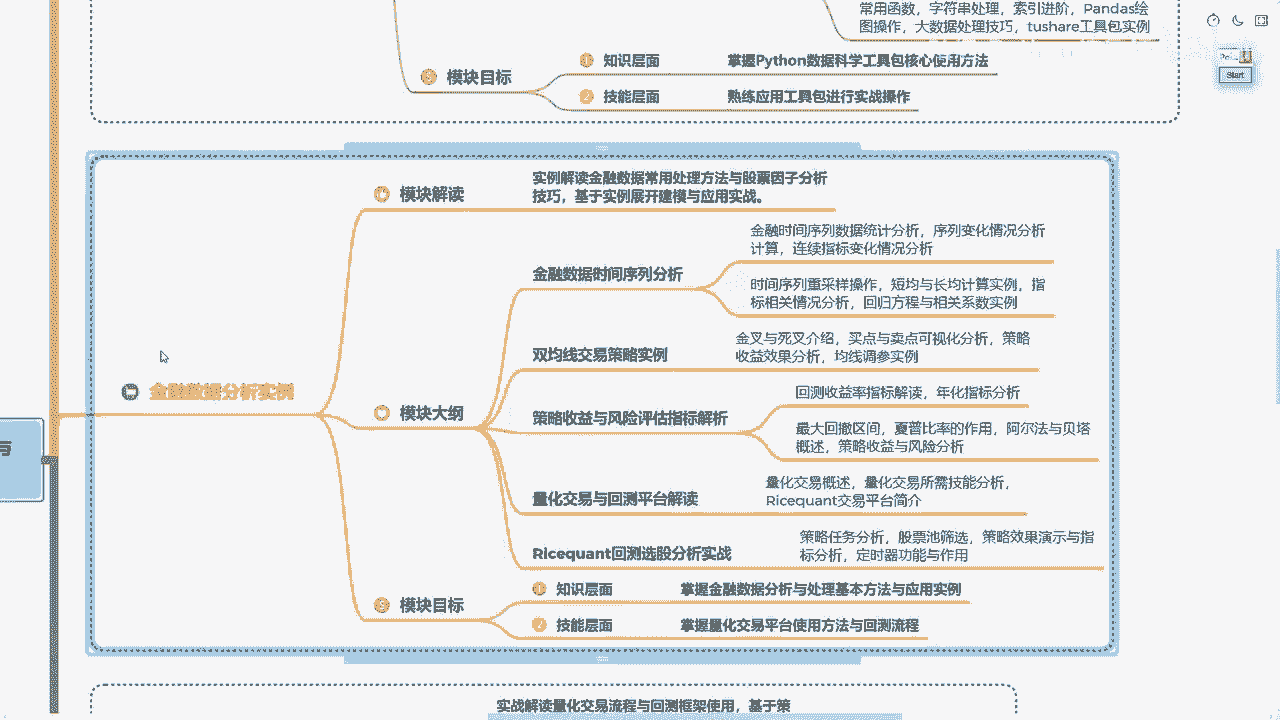 常用函数，字符串处理，索引进阶，Pandas绘
图操作，大数据处理技巧，tushare工具包实例
模块目标
知识层面
掌握Python数据科学工具包核心使用方法
技能层面
熟练应用工具包进行实战操作
Start
金融数据分析实例
模块解读
实例解读金融数据常用处理方法与股票因子分析
技巧，基于实例展开建模与应用实战。
模块大纲
金融数据时间序列分析
金融时间序列数据统计分析，序列变化情况分析
计算，连续指标变化情况分析
时间序列重采样操作，短均与长均计算实例，指
标相关情况分析，回归方程与相关系数实例
双均线交易策略实例
金叉与死叉介绍，买点与卖点可视化分析，策略
收益效果分析，均线调参实例
策略收益与风险评估指标解析
回测收益率指标解读，年化指标分析
最大回撤区间，夏普比率的作用，阿尔法与贝塔
概述，策略收益与风险分析
量化交易与回测平台解读
量化交易概述，量化交易所需技能分析，
Ricequant交易平台简介
Ricequant回测选股分析实战
策略任务分析，股票池筛选，策略效果演示与指
标分析，定时器功能与作用
3 模块目标
1 知识层面
掌握金融数据分析与处理基本方法与应用实例
2 技能层面
掌握量化交易平台使用方法与回测流程
与
实战解读量化交易流程与回测框架使用，基于策